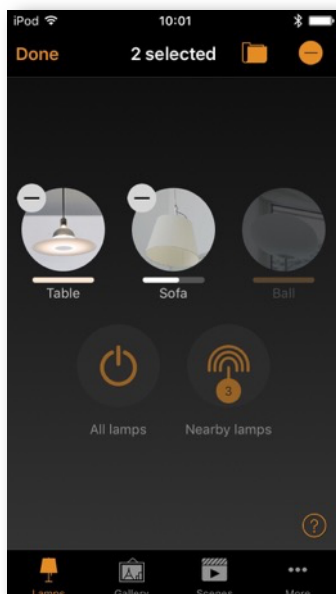 iPod 10:01
Done 2 selected
Table Sofa Ball
All lamps Nearby lamps
3
?
Lamps Gallery Scenes More